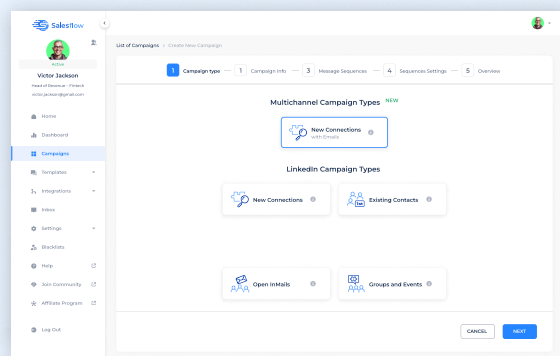 Salesflow
Active
Victor Jackson
Head of Revenue - Fintech
victor.jackson@gmail.com
Home
Dashboard
Campaigns
Templates
Integrations
Inbox
Settings
Blacklists
Help
Join Community
Affiliate Program
Log Out
List of Campaigns > Create New Campaign
1 Campaign type — 1 Campaign Info — 3 Message Sequences — 4 Sequences Settings — 5 Overview
Multichannel Campaign Types NEW
New Connections
with Emails
LinkedIn Campaign Types
New Connections
Existing Contacts
Open InMails
Groups and Events
CANCEL
NEXT